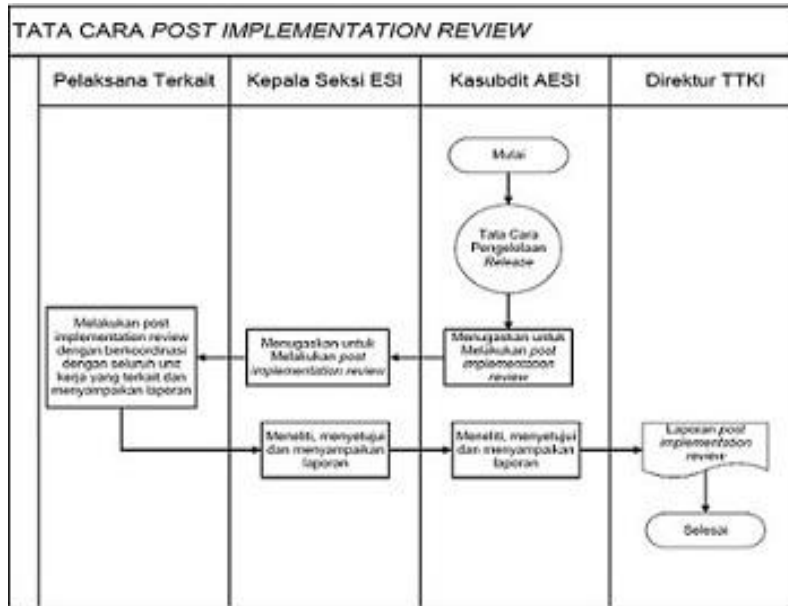 TATA CARA POST IMPLEMENTATION REVIEW
Pelaksana Terkait
Kepala Seksi ESI
Kasubdit AESI
Direktur TTKI
Mulai
Tata Cara
Pengelolaan
Release
Melakukan post
implementation review
dengan berkoordinasi
dengan seluruh unit
kerja yang terkait dan
menyampaikan laporan
Menugaskan untuk
Melakukan post
implementation review
Menugaskan untuk
Melakukan post
implementation
review
Meneliti, menyetujui
dan menyampaikan
laporan
Meneliti, menyetujui
dan menyampaikan
laporan
Laporan post
implementation
review
Selesai